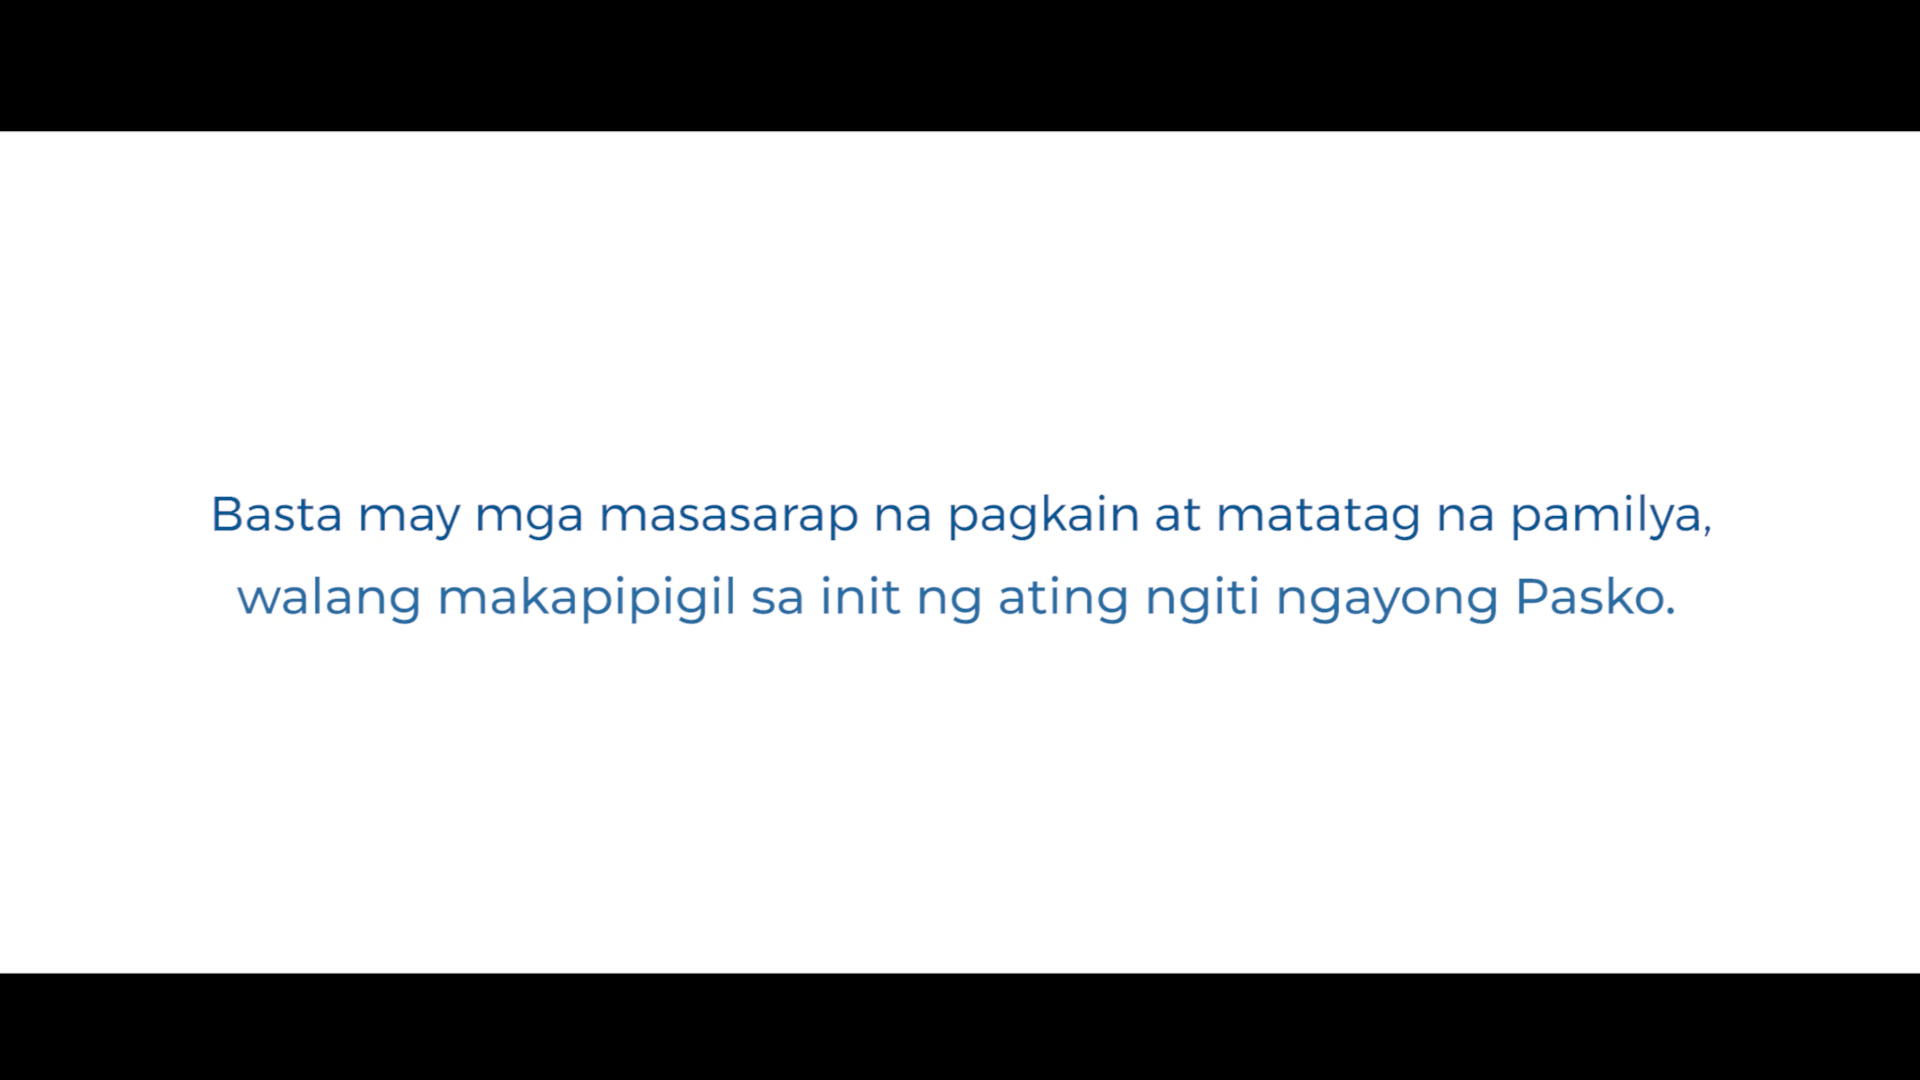 Basta may mga masasarap na pagkain at matatag na pamilya,
walang makapipigil sa init ng ating ngiti ngayong Pasko.